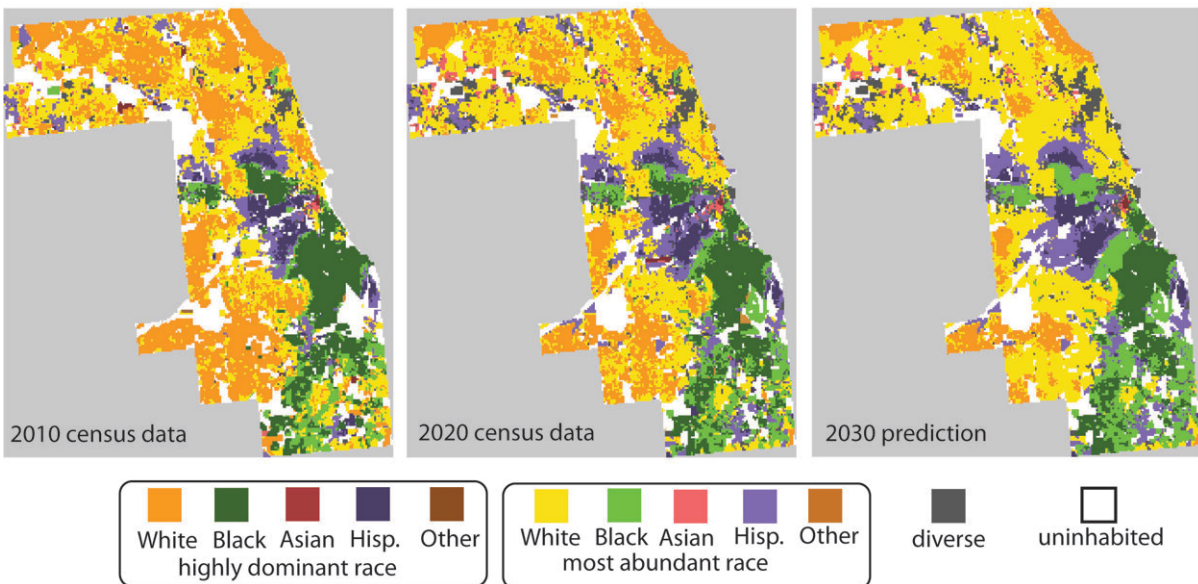 2010 census data
2020 census data
2030 prediction
White Black Asian Hisp. Other
highly dominant race
White Black Asian Hisp. Other
most abundant race
diverse
uninhabited